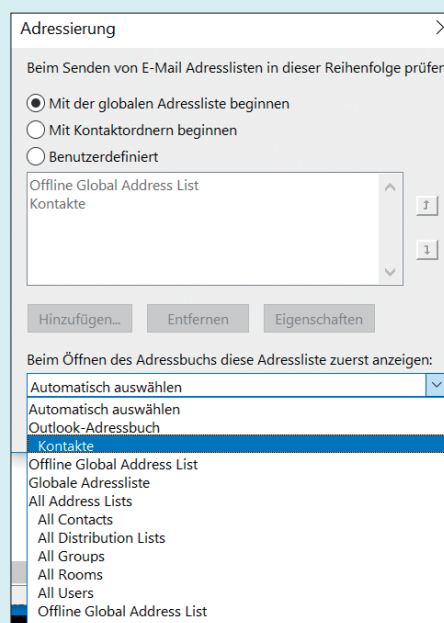 Adressierung
Beim Senden von E-Mail Adresslisten in dieser Reihenfolge prüfen
Mit der globalen Adressliste beginnen
Mit Kontaktordnern beginnen
Benutzerdefiniert
Offline Global Address List
Kontakte
Hinzufügen... Entfernen Eigenschaften
Beim Öffnen des Adressbuchs diese Adressliste zuerst anzeigen:
Automatisch auswählen
Automatisch auswählen
Outlook-Adressbuch
Kontakte
Offline Global Address List
Globale Adressliste
All Address Lists
All Contacts
All Distribution Lists
All Groups
All Rooms
All Users
Offline Global Address List